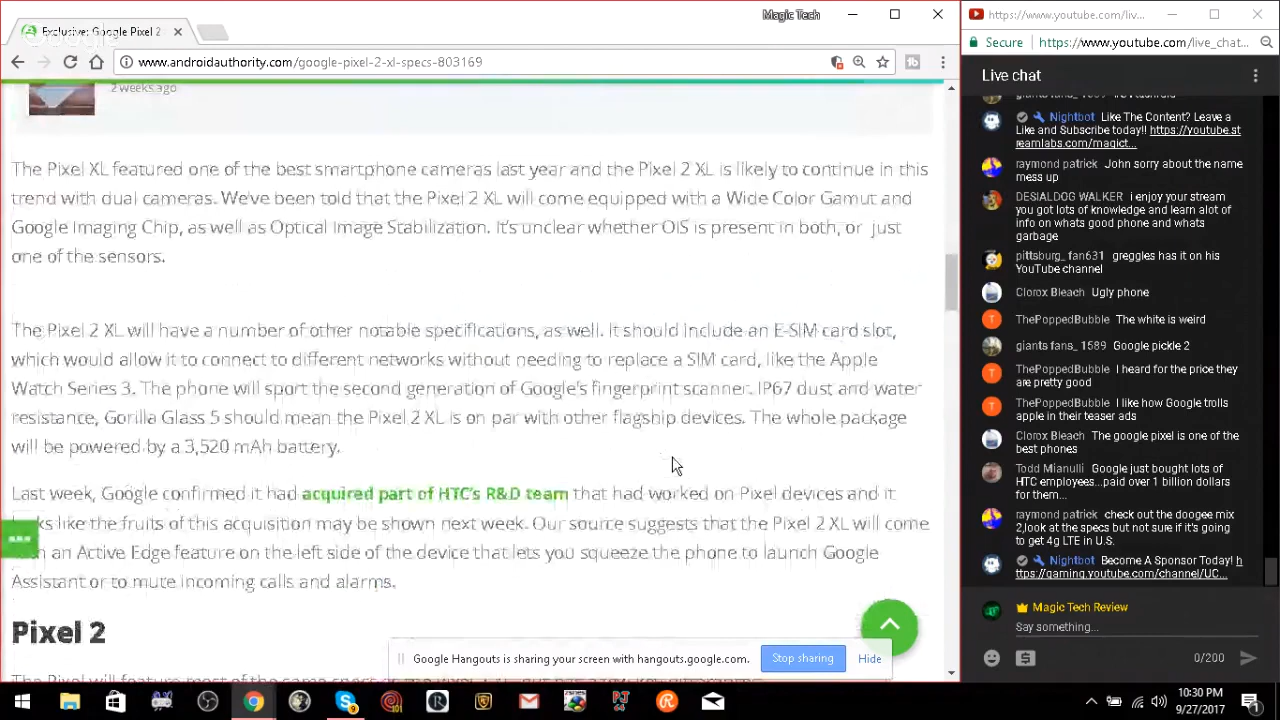 Magic Tech
https://www.youtube.com/liv...
Exclusive: Google Pixel 2
Secure
https://www.youtube.com/live_chat...
www.androidauthority.com/google-pixel-2-xl-specs-803169
Live chat
2 weeks ago
The Pixel XL featured one of the best smartphone cameras last year and the Pixel 2 XL is likely to continue in this
trend with dual cameras. We've been told that the Pixel 2 XL will come equipped with a Wide Color Gamut and
Google Imaging Chip, as well as Optical Image Stabilization. It's unclear whether OIS is present in both, or just
one of the sensors.
The Pixel 2 XL will have a number of other notable specifications, as well. It should include an E-SIM card slot,
which would allow it to connect to different networks without needing to replace a SIM card, like the Apple
Watch Series 3. The phone will sport the second generation of Google's fingerprint scanner. IP67 dust and water
resistance, Gorilla Glass 5 should mean the Pixel 2 XL is on par with other flagship devices. The whole package
will be powered by a 3,520 mAh battery.
Last week, Google confirmed it had acquired part of HTC's R&D team that had worked on Pixel devices and it
like the fruits of this acquisition may be shown next week. Our source suggests that the Pixel 2 XL will come
an Active Edge feature on the left side of the device that lets you squeeze the phone to launch Google
Assistant or to mute incoming calls and alarms.
Pixel 2
Google Hangouts is sharing your screen with hangouts.google.com.
Stop sharing
Hide
Nightbot Like The Content? Leave a
Like and Subscribe today!! https://youtube.st
reamlabs.com/magict...
raymond patrick John sorry about the name
mess up
DESIALDOG WALKER i enjoy your stream
you got lots of knowledge and learn alot of
info on whats good phone and whats
garbage
pittsburg_ fan631 greggles has it on his
YouTube channel
Clorox Bleach Ugly phone
ThePoppedBubble The white is weird
giants fans_ 1589 Google pickle 2
ThePoppedBubble I heard for the price they
are pretty good
ThePoppedBubble I like how Google trolls
apple in their teaser ads
Clorox Bleach The google pixel is one of the
best phones
Todd Mianulli Google just bought lots of
HTC employees...paid over 1 billion dollars
for them...
raymond patrick check out the doogee mix
2,look at the specs but not sure if it's going
to get 4g LTE in U.S.
Nightbot Become A Sponsor Today! h
ttps://gaming.youtube.com/channel/UC...
Magic Tech Review
Say something...
0/200
10:30 PM
9/27/2017